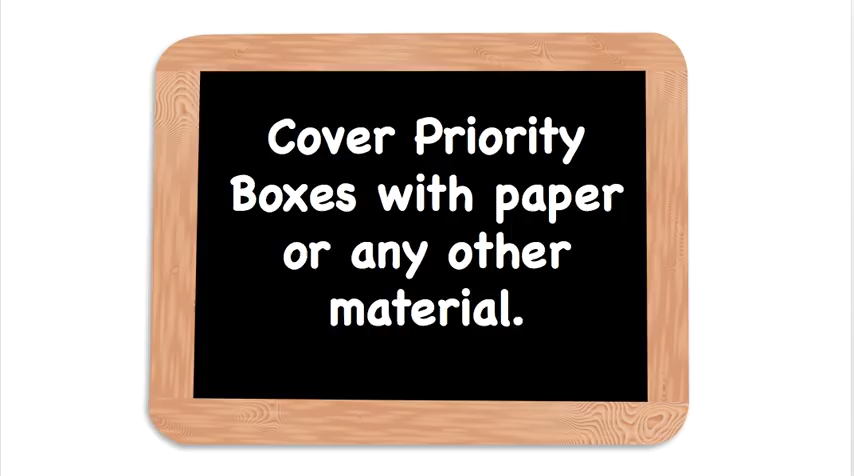 Cover Priority
Boxes with paper
or any other
material.